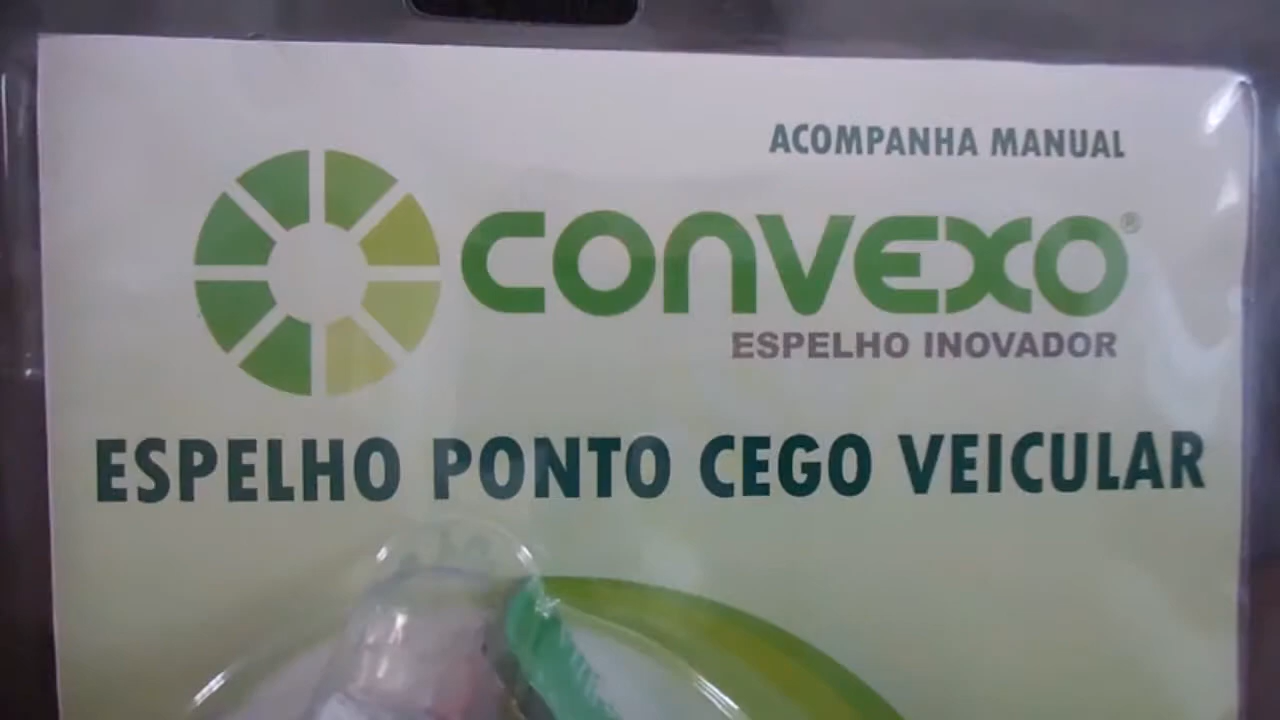 ACOMPANHA MANUAL
CONVEXO®
ESPELHO INOVADOR
ESPELHO PONTO CEGO VEICULAR